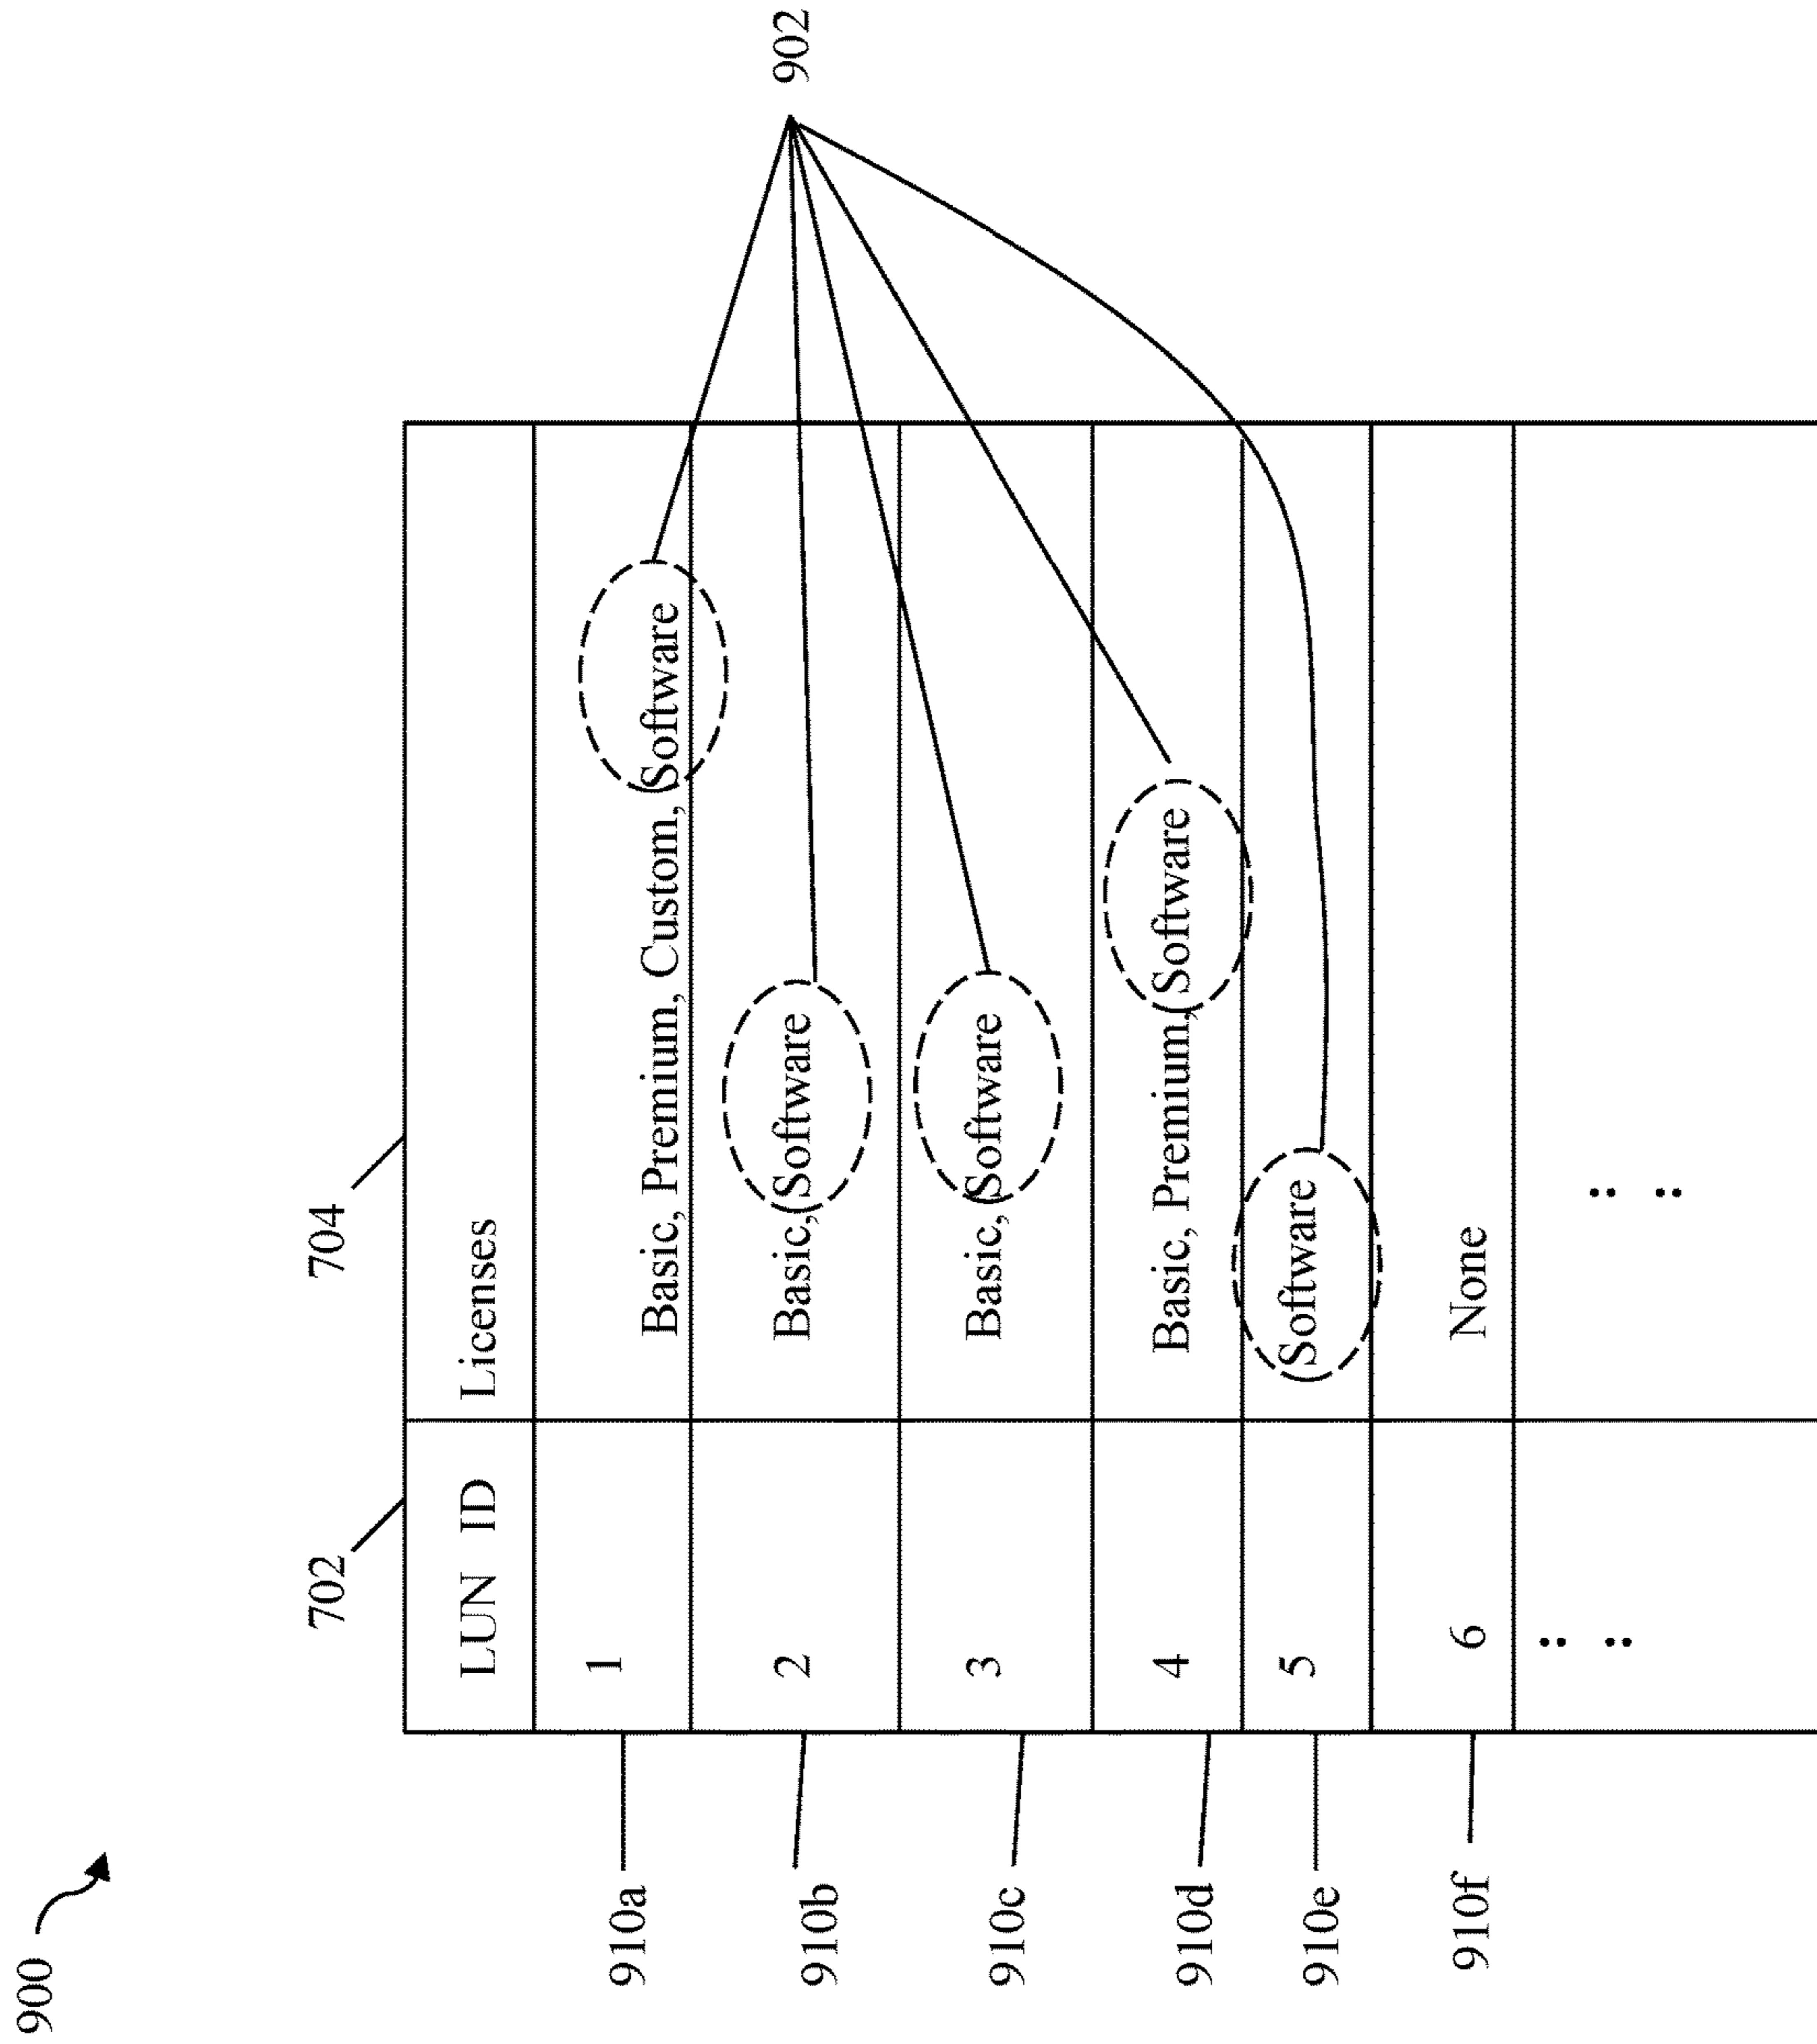 900
702
704
LUN ID Licenses
910a 1 Basic, Premium, Custom, Software
910b 2 Basic, Software 902
910c 3 Basic, Software
910d 4 Basic, Premium, Software
910e 5 Software
910f 6 None